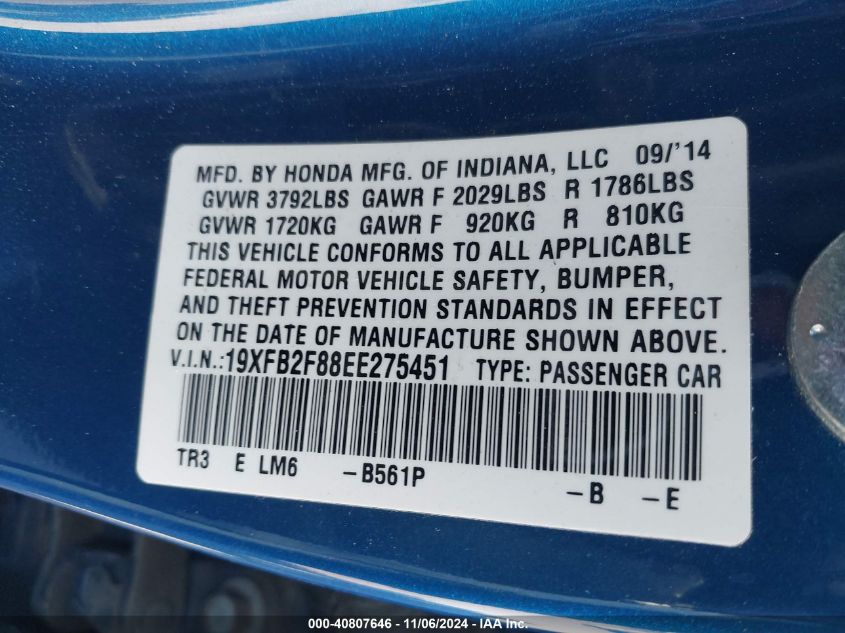 MFD. BY HONDA MFG. OF INDIANA, LLC 09/'14
GVWR 3792LBS GAWR F 2029LBS R 1786LBS
GVWR 1720KG GAWR F 920KG R 810KG
THIS VEHICLE CONFORMS TO ALL APPLICABLE
FEDERAL MOTOR VEHICLE SAFETY, BUMPER,
AND THEFT PREVENTION STANDARDS IN EFFECT
ON THE DATE OF MANUFACTURE SHOWN ABOVE.
V.I.N.:19XFB2F88EE275451 TYPE: PASSENGER CAR
TR3 E LM6 –B561P –B –E
000-40807646 - 11/06/2024 - IAA Inc.